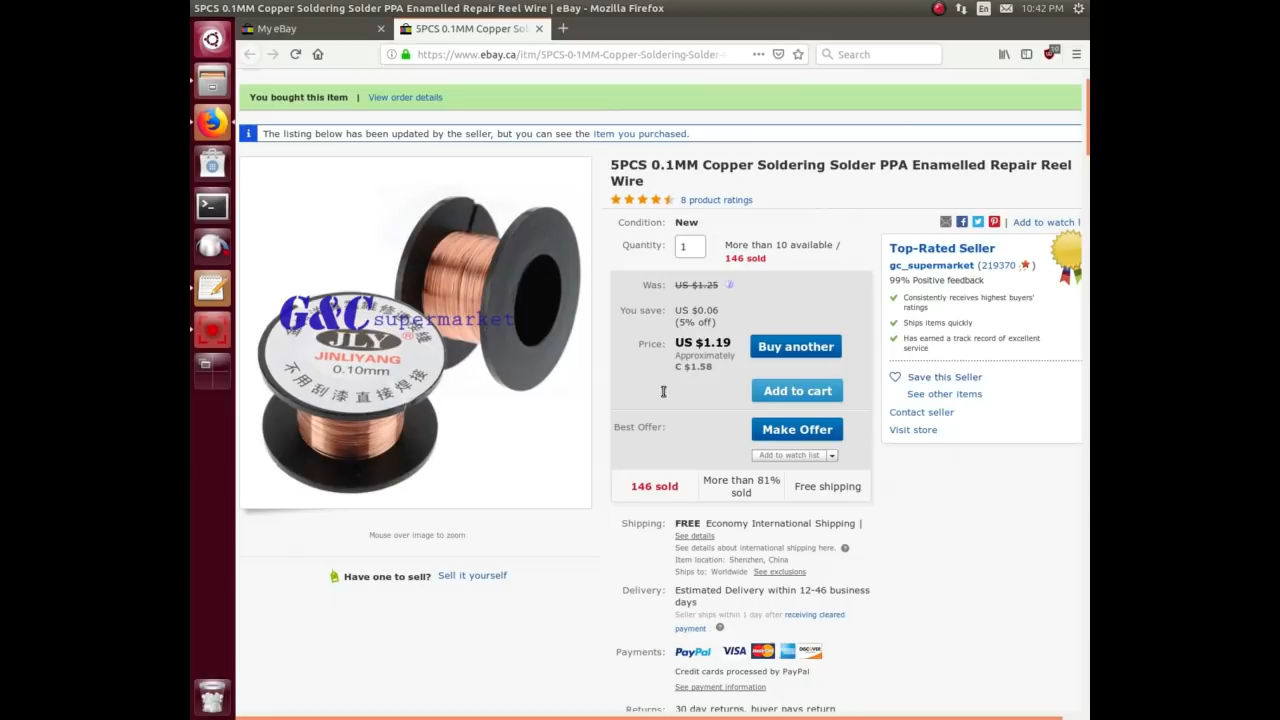 5PCS 0.1MM Copper Soldering Solder PPA Enamelled Repair Reel Wire | eBay - Mozilla Firefox
En
10:42 PM
My eBay
5PCS 0.1MM Copper Sol
https://www.ebay.ca/itm/5PCS-0-1MM-Copper-Soldering-Solder-
Search
10
You bought this item | View order details
The listing below has been updated by the seller, but you can see the item you purchased.
5PCS 0.1MM Copper Soldering Solder PPA Enamelled Repair Reel
Wire
8 product ratings
Condition: New
Quantity: 1
More than 10 available /
146 sold
Was: US $1.25
You save: US $0.06
(5% off)
Price: US $1.19
Approximately
C $1.58
Buy another
Add to cart
Best Offer:
Make Offer
Add to watch list
146 sold
More than 81%
sold
Free shipping
Shipping: FREE Economy International Shipping |
See details
See details about international shipping here.
Item location: Shenzhen, China
Ships to: Worldwide See exclusions
Delivery: Estimated Delivery within 12-46 business
days
Seller ships within 1 day after receiving cleared
payment
Payments: PayPal VISA MasterCard DISCOVER
Credit cards processed by PayPal
See payment information
Returns: 30 day returns, buyer pays return
| Add to watch l
Top-Rated Seller
gc_supermarket (219370 )
99% Positive feedback
Consistently receives highest buyers'
ratings
Ships items quickly
Has earned a track record of excellent
service
Save this Seller
See other items
Contact seller
Visit store
G&C supermarket
JLY ®
JINLIYANG
0.10mm
不用刮漆直接焊接
Mouse over image to zoom
Have one to sell? Sell it yourself